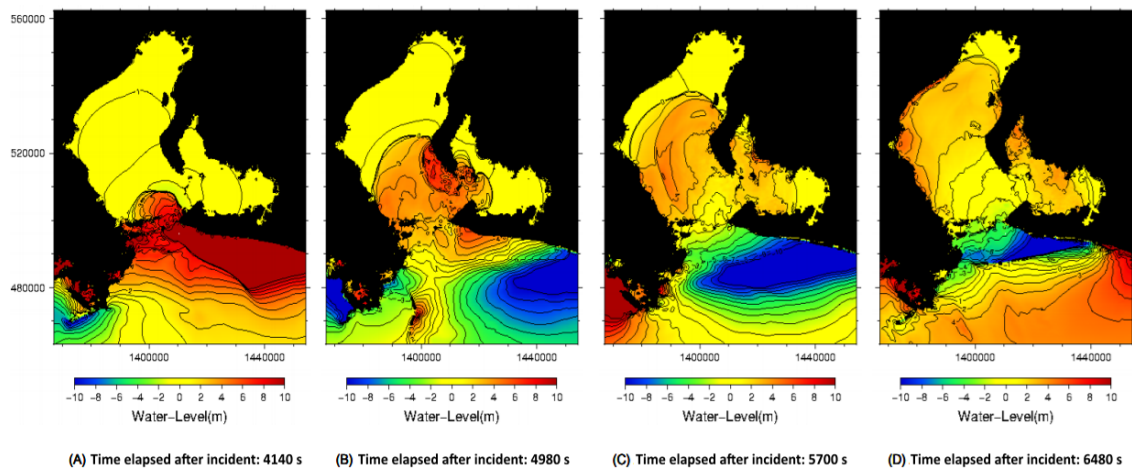 560000
520000
480000
1400000 1440000 1400000 1440000 1400000 1440000 1400000 1440000
−10 −8 −6 −4 −2 0 2 4 6 8 10 −10 −8 −6 −4 −2 0 2 4 6 8 10 −10 −8 −6 −4 −2 0 2 4 6 8 10 −10 −8 −6 −4 −2 0 2 4 6 8 10
Water−Level(m) Water−Level(m) Water−Level(m) Water−Level(m)
(A) Time elapsed after incident: 4140 s (B) Time elapsed after incident: 4980 s (C) Time elapsed after incident: 5700 s (D) Time elapsed after incident: 6480 s